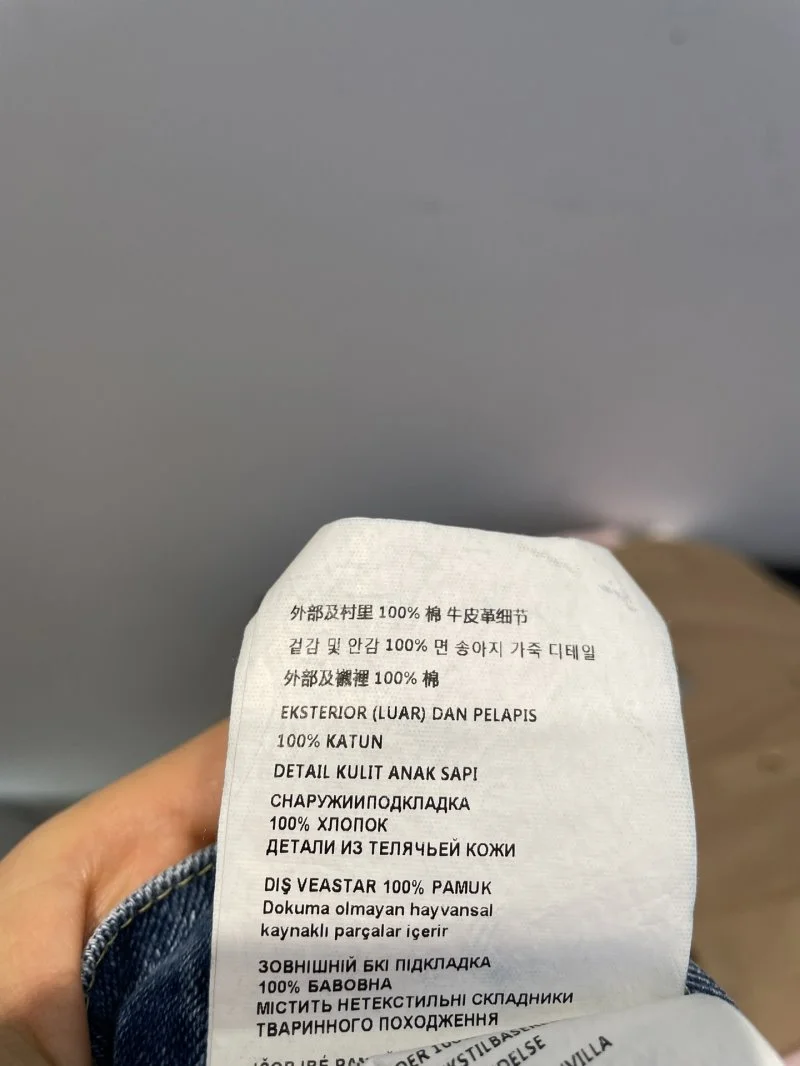 外部及村里 100% 棉 牛皮革细节
겉감 및 안감 100% 면 송아지 가죽 디테일
外部及襯裡 100% 棉
EKSTERIOR (LUAR) DAN PELAPIS
100% KATUN
DETAIL KULIT ANAK SAPI
СНАРУЖИИПОДКЛАДКА
100% ХЛОПОК
ДЕТАЛИ ИЗ ТЕЛЯЧЬЕЙ КОЖИ
DIŞ VEASTAR 100% PAMUK
Dokuma olmayan hayvansal
kaynaklı parçalar içerir
ЗОВНІШНІЙ БКІ ПІДКЛАДКА
100% БАВОВНА
МІСТИТЬ НЕТЕКСТИЛЬНІ СКЛАДНИКИ
ТВАРИННОГО ПОХОДЖЕННЯ